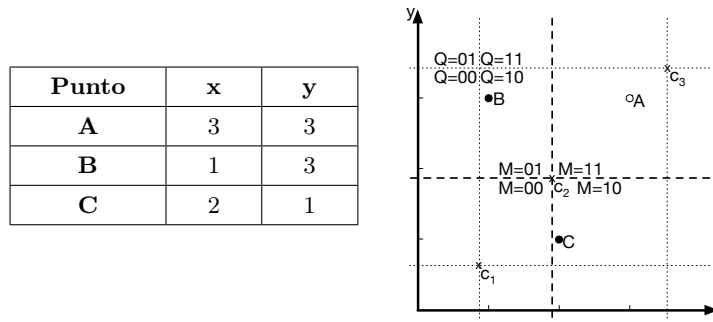 Punto x y
A 3 3
B 1 3
C 2 1
y
Q=01 Q=11
Q=00 Q=10
c3
B
A
M=01 M=11
M=00 c2 M=10
C
c1